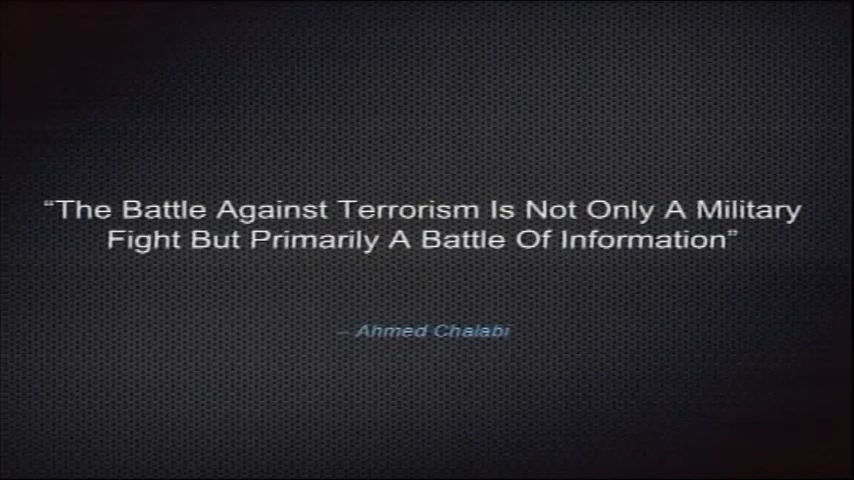 “The Battle Against Terrorism Is Not Only A Military
Fight But Primarily A Battle Of Information”
– Ahmed Chalabi